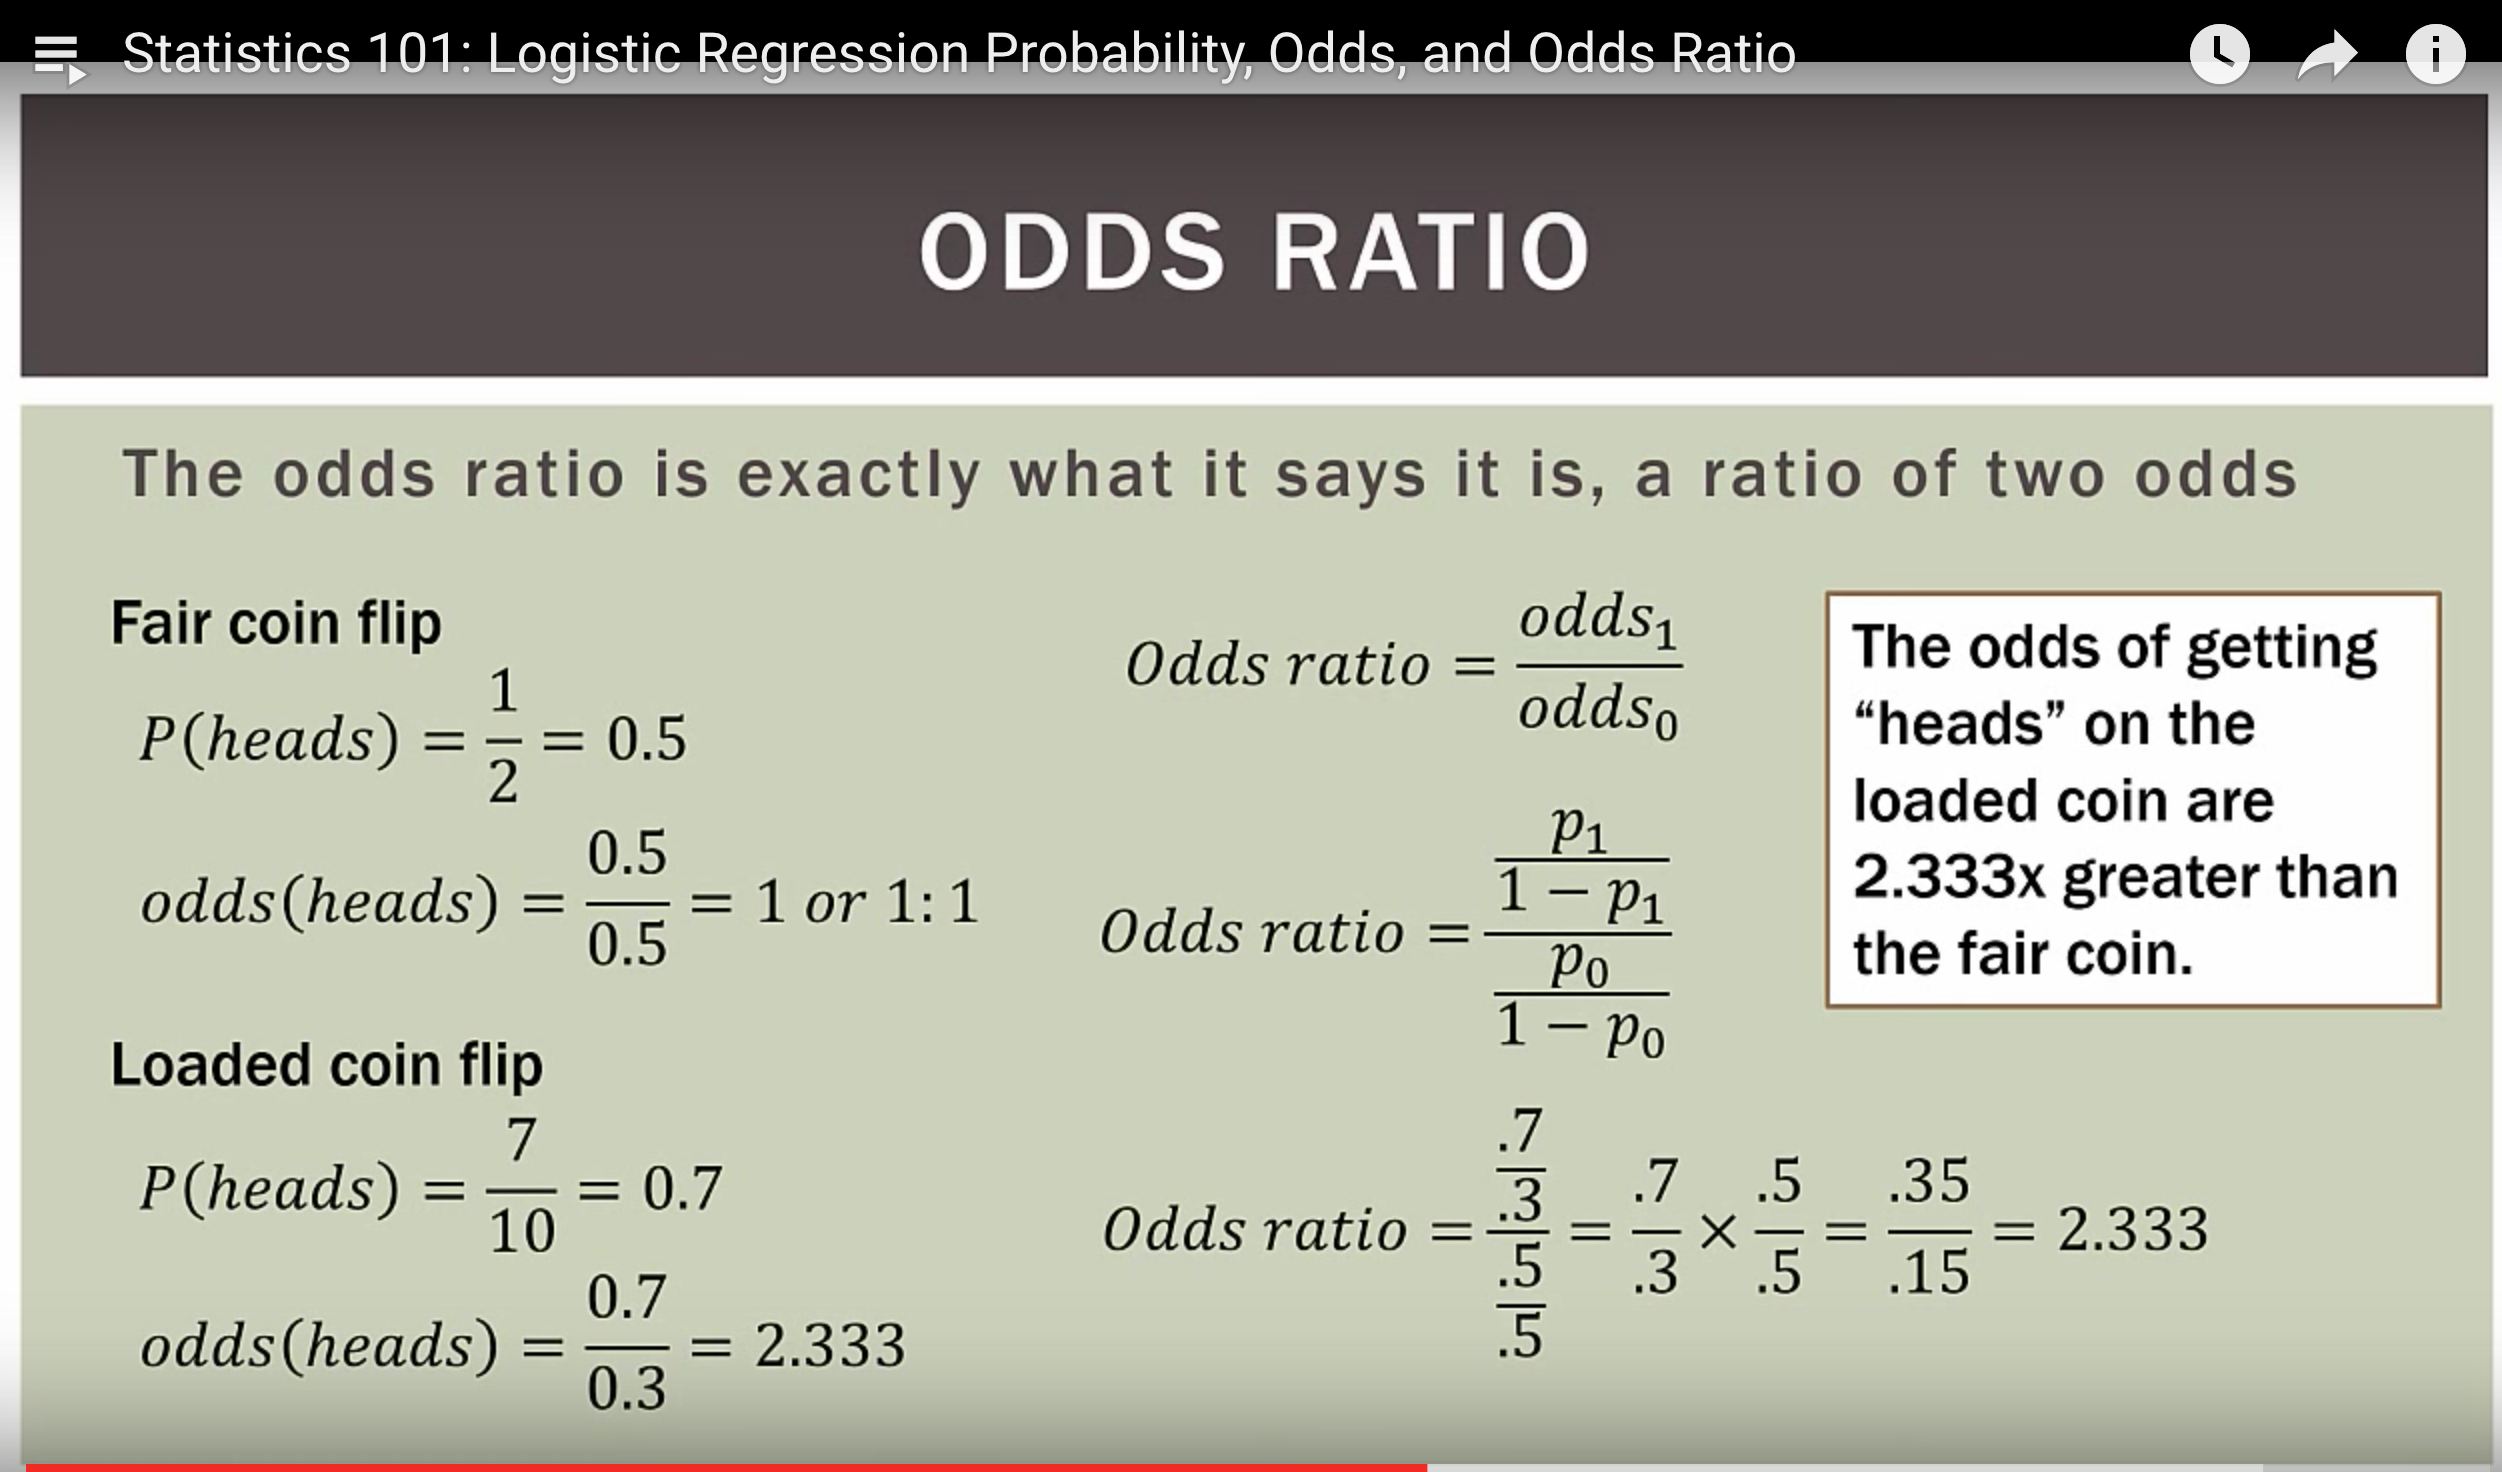 Statistics 101: Logistic Regression Probability, Odds, and Odds Ratio
ODDS RATIO
The odds ratio is exactly what it says it is, a ratio of two odds
Fair coin flip
P(heads) = 1/2 = 0.5
odds(heads) = 0.5/0.5 = 1 or 1:1
Loaded coin flip
P(heads) = 7/10 = 0.7
odds(heads) = 0.7/0.3 = 2.333
Odds ratio = odds₁/odds₀
Odds ratio = (p₁/(1 − p₁))/(p₀/(1 − p₀))
Odds ratio = (.7/.3)/(.5/.5) = .7/.3 × .5/.5 = .35/.15 = 2.333
The odds of getting
“heads” on the
loaded coin are
2.333x greater than
the fair coin.